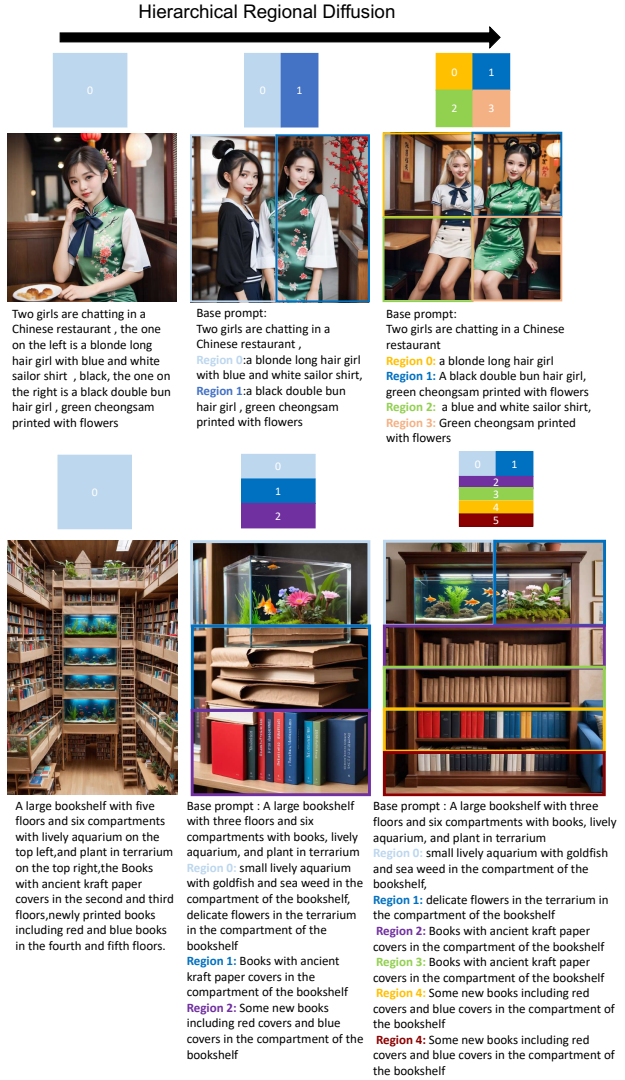 Hierarchical Regional Diffusion
0
0
1
0
1
2
3
Two girls are chatting in a
Chinese restaurant , the one
on the left is a blonde long
hair girl with blue and white
sailor shirt , black, the one on
the right is a black double bun
hair girl , green cheongsam
printed with flowers
Base prompt:
Two girls are chatting in a
Chinese restaurant ,
Region 0:a blonde long hair girl
with blue and white sailor shirt,
Region 1:a black double bun
hair girl , green cheongsam
printed with flowers
Base prompt:
Two girls are chatting in a Chinese
restaurant
Region 0: a blonde long hair girl
Region 1: A black double bun hair girl,
green cheongsam printed with flowers
Region 2: a blue and white sailor shirt,
Region 3: Green cheongsam printed
with flowers
0
0
1
2
0
1
2
3
4
5
A large bookshelf with five
floors and six compartments
with lively aquarium on the
top left,and plant in terrarium
on the top right,the Books
with ancient kraft paper
covers in the second and third
floors,newly printed books
including red and blue books
in the fourth and fifth floors.
Base prompt : A large bookshelf
with three floors and six
compartments with books, lively
aquarium, and plant in terrarium
Region 0: small lively aquarium
with goldfish and sea weed in the
compartment of the bookshelf,
delicate flowers in the terrarium
in the compartment of the
bookshelf
Region 1: Books with ancient
kraft paper covers in the
compartment of the bookshelf
Region 2: Some new books
including red covers and blue
covers in the compartment of the
bookshelf
Base prompt : A large bookshelf with three
floors and six compartments with books, lively
aquarium, and plant in terrarium
Region 0: small lively aquarium with goldfish
and sea weed in the compartment of the
bookshelf,
Region 1: delicate flowers in the terrarium in
the compartment of the bookshelf
Region 2: Books with ancient kraft paper
covers in the compartment of the bookshelf
Region 3: Books with ancient kraft paper
covers in the compartment of the bookshelf
Region 4: Some new books including red
covers and blue covers in the compartment of
the bookshelf
Region 4: Some new books including red
covers and blue covers in the compartment of
the bookshelf